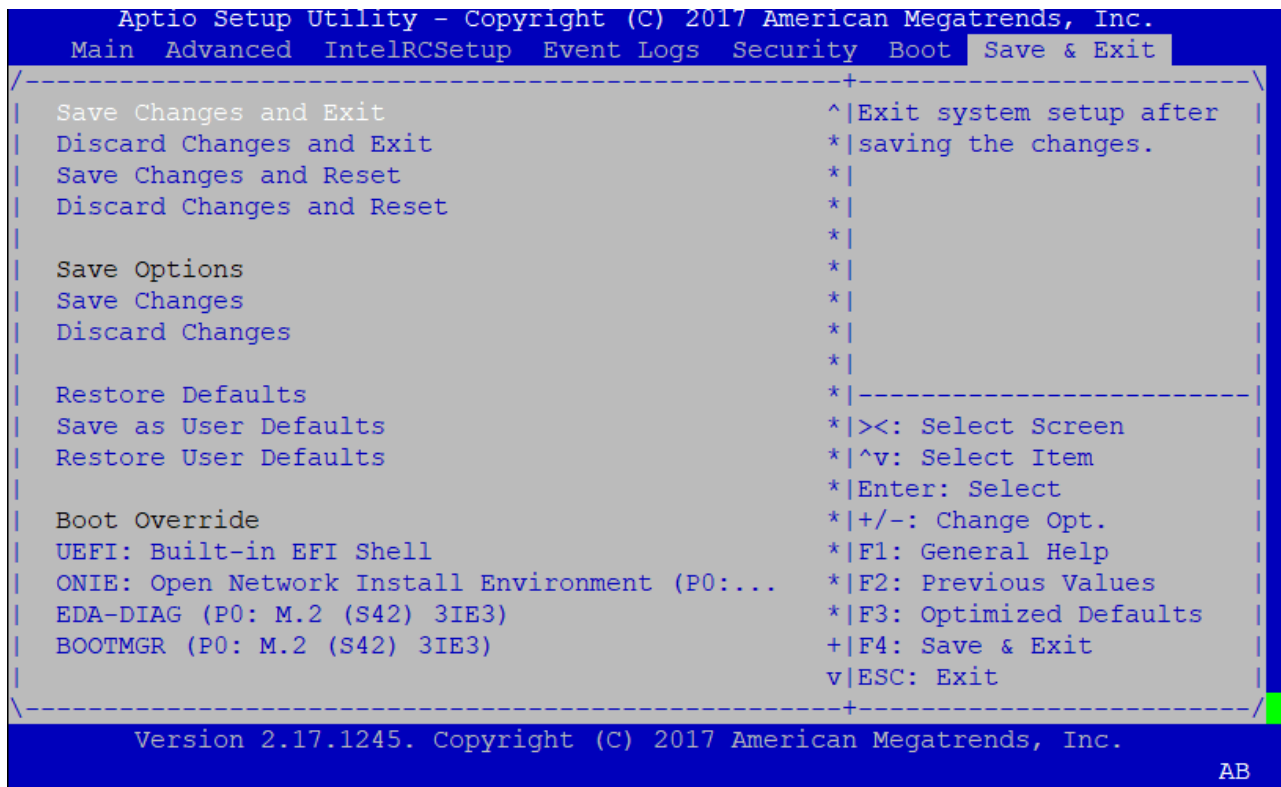 Aptio Setup Utility - Copyright (C) 2017 American Megatrends, Inc.
Main Advanced IntelRCSetup Event Logs Security Boot Save & Exit
/----------------------------------------------------+-------------------------\
| Save Changes and Exit ^|Exit system setup after |
| Discard Changes and Exit *|saving the changes. |
| Save Changes and Reset *| |
| Discard Changes and Reset *| |
| *| |
| Save Options *| |
| Save Changes *| |
| Discard Changes *| |
| *| |
| Restore Defaults *|-------------------------|
| Save as User Defaults *|><: Select Screen |
| Restore User Defaults *|^v: Select Item |
| *|Enter: Select |
| Boot Override *|+/-: Change Opt. |
| UEFI: Built-in EFI Shell *|F1: General Help |
| ONIE: Open Network Install Environment (P0:... *|F2: Previous Values |
| EDA-DIAG (P0: M.2 (S42) 3IE3) *|F3: Optimized Defaults |
| BOOTMGR (P0: M.2 (S42) 3IE3) +|F4: Save & Exit |
| v|ESC: Exit |
\----------------------------------------------------+-------------------------/
Version 2.17.1245. Copyright (C) 2017 American Megatrends, Inc.
AB